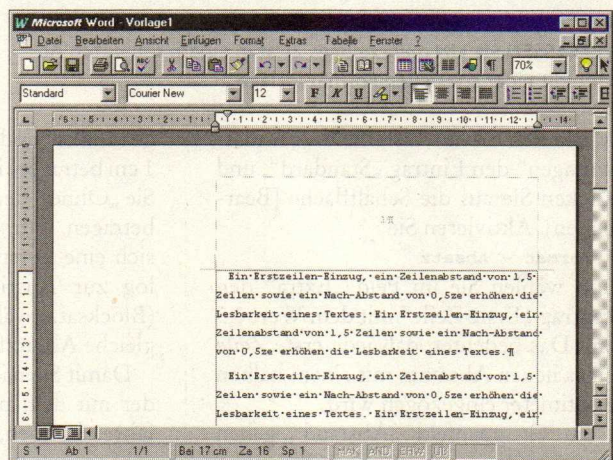 Microsoft Word - Vorlage1
Datei Bearbeiten Ansicht Einfügen Format Extras Tabelle Fenster ?
70%
Standard Courier New 12 F K U
Ein·Erstzeilen-Einzug,·ein·Zeilenabstand·von·1,5·
Zeilen·sowie·ein·Nach-Abstand·von·0,5ze·erhöhen·die·
Lesbarkeit·eines·Textes.·Ein·Erstzeilen-Einzug,·ein·
Zeilenabstand·von·1,5·Zeilen·sowie·ein·Nach-Abstand·
von·0,5ze·erhöhen·die·Lesbarkeit·eines·Textes.¶
Ein·Erstzeilen-Einzug,·ein·Zeilenabstand·von·1,5·
Zeilen·sowie·ein·Nach-Abstand·von·0,5ze·erhöhen·die·
Lesbarkeit·eines·Textes.·Ein·Erstzeilen-Einzug,·ein·
S 1 Ab 1 1/1 Bei 17 cm Ze 16 Sp 1 MAK ÄND ERW ÜB